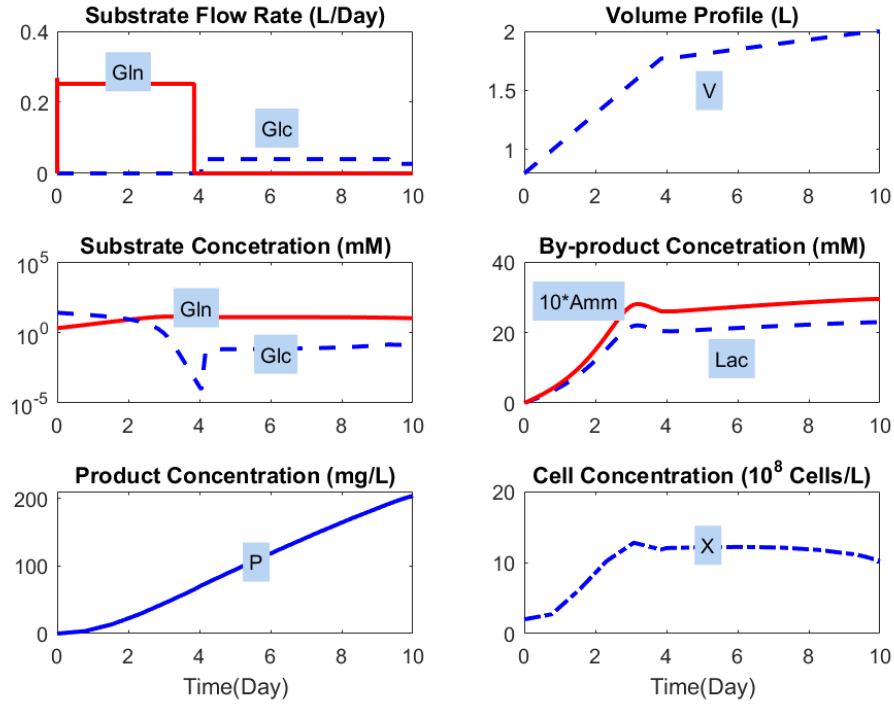 Substrate Flow Rate (L/Day)
0.4
0.2
0
Gln
Glc
0 2 4 6 8 10
Volume Profile (L)
2
1.5
1
V
0 2 4 6 8 10
Substrate Concetration (mM)
10^5
10^0
10^-5
Gln
Glc
0 2 4 6 8 10
By-product Concetration (mM)
40
20
0
10*Amm
Lac
0 2 4 6 8 10
Product Concentration (mg/L)
200
100
0
P
0 2 4 6 8 10
Time(Day)
Cell Concentration (10^8 Cells/L)
20
10
0
X
0 2 4 6 8 10
Time(Day)